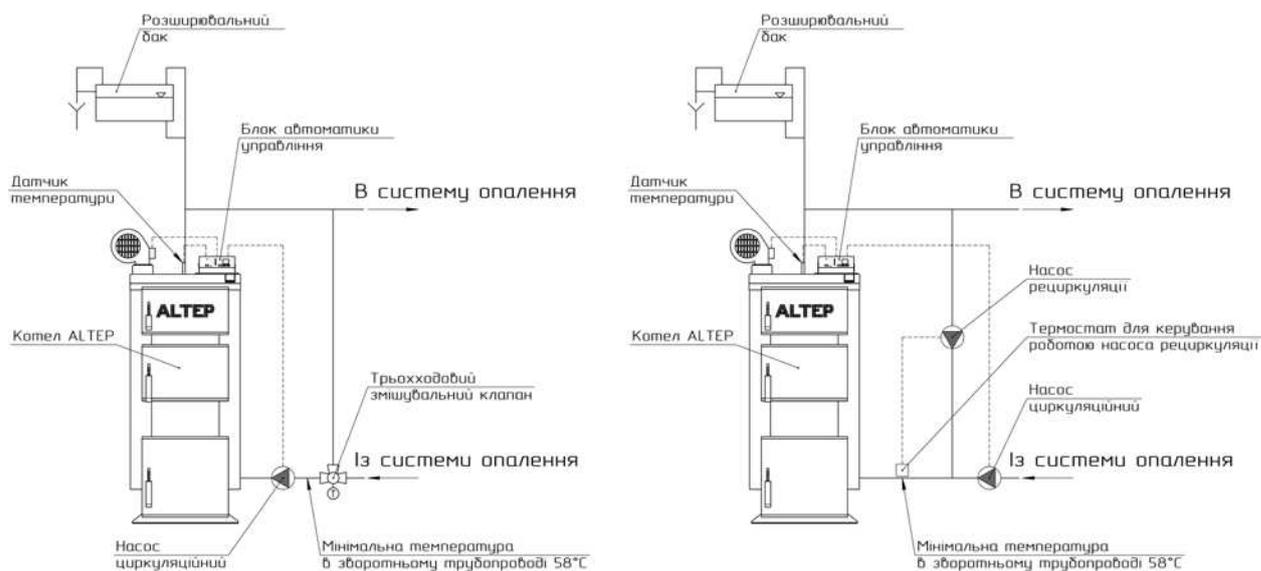 Розширювальний
бак
Блок автоматики
управління
Датчик
температури
В систему опалення
ALTEP
Котел ALTEP
Трьохходовий
змішувальний клапан
Із системи опалення
T
Насос
циркуляційний
Мінімальна температура
в зворотньому трубопроводі 58°C
Розширювальний
бак
Блок автоматики
управління
Датчик
температури
В систему опалення
Насос
рециркуляції
ALTEP
Термостат для керування
роботою насоса рециркуляції
Котел ALTEP
Насос
циркуляційний
Із системи опалення
Мінімальна температура
в зворотньому трубопроводі 58°C